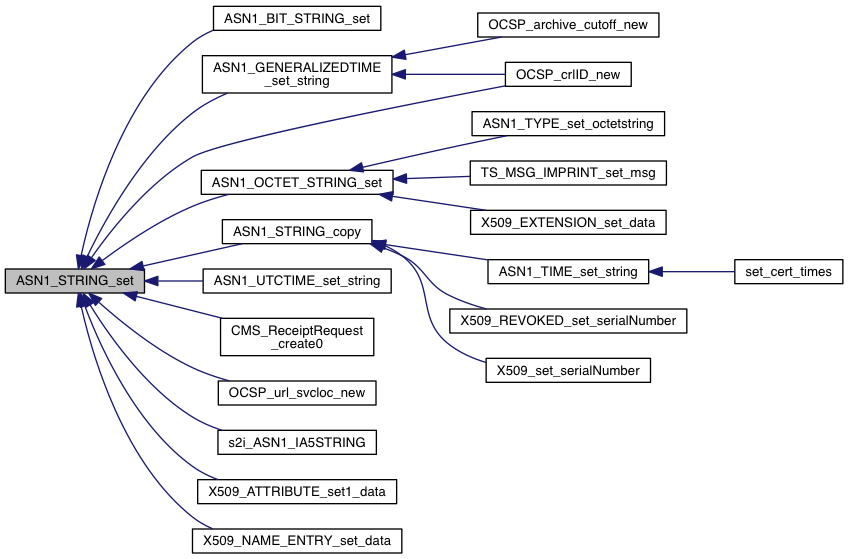 ASN1_STRING_set
ASN1_BIT_STRING_set
ASN1_GENERALIZEDTIME
_set_string
OCSP_archive_cutoff_new
OCSP_crlID_new
ASN1_OCTET_STRING_set
ASN1_TYPE_set_octetstring
TS_MSG_IMPRINT_set_msg
X509_EXTENSION_set_data
ASN1_STRING_copy
ASN1_TIME_set_string
set_cert_times
X509_REVOKED_set_serialNumber
X509_set_serialNumber
ASN1_UTCTIME_set_string
CMS_ReceiptRequest
_create0
OCSP_url_svcloc_new
s2i_ASN1_IA5STRING
X509_ATTRIBUTE_set1_data
X509_NAME_ENTRY_set_data